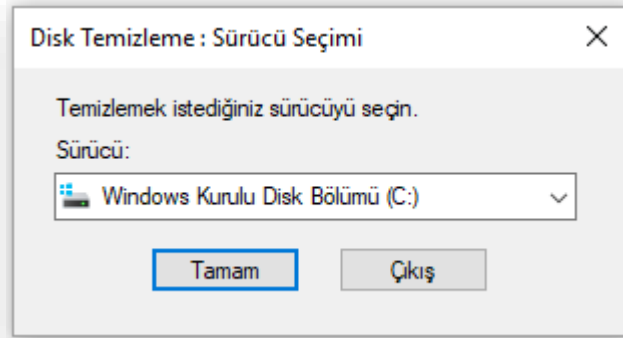 Disk Temizleme : Sürücü Seçimi
Temizlemek istediğiniz sürücüyü seçin.
Sürücü:
Windows Kurulu Disk Bölümü (C:)
Tamam
Çıkış